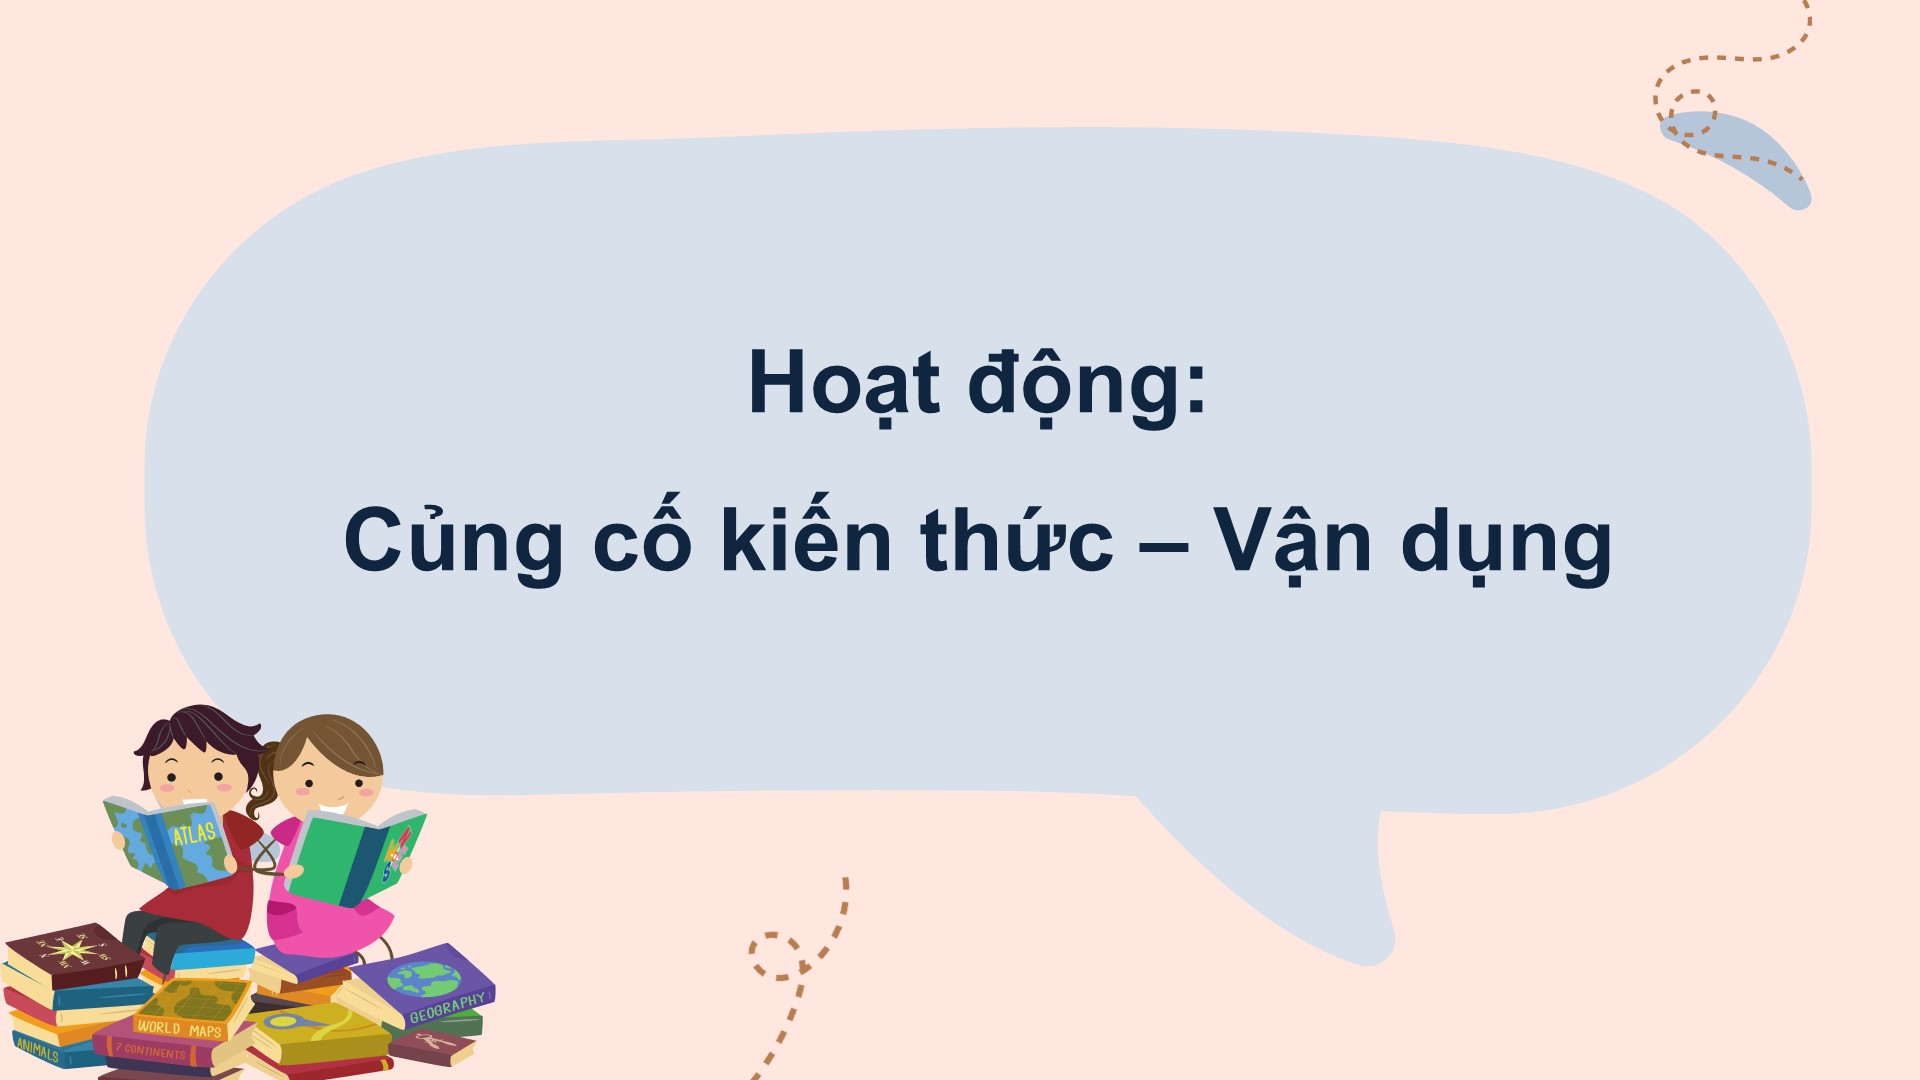 Hoạt động:
Củng cố kiến thức – Vận dụng
ATLAS
GEOGRAPHY
WORLD MAPS
7 CONTINENTS
ANIMALS